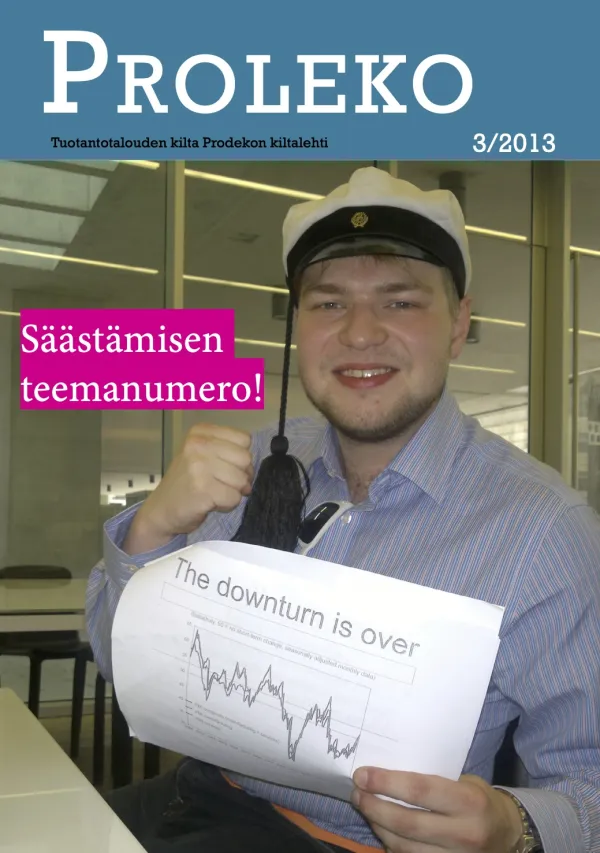 PROLEKO
Tuotantotalouden kilta Prodekon kiltalehti
3/2013
Säästämisen
teemanumero!
The downturn is over